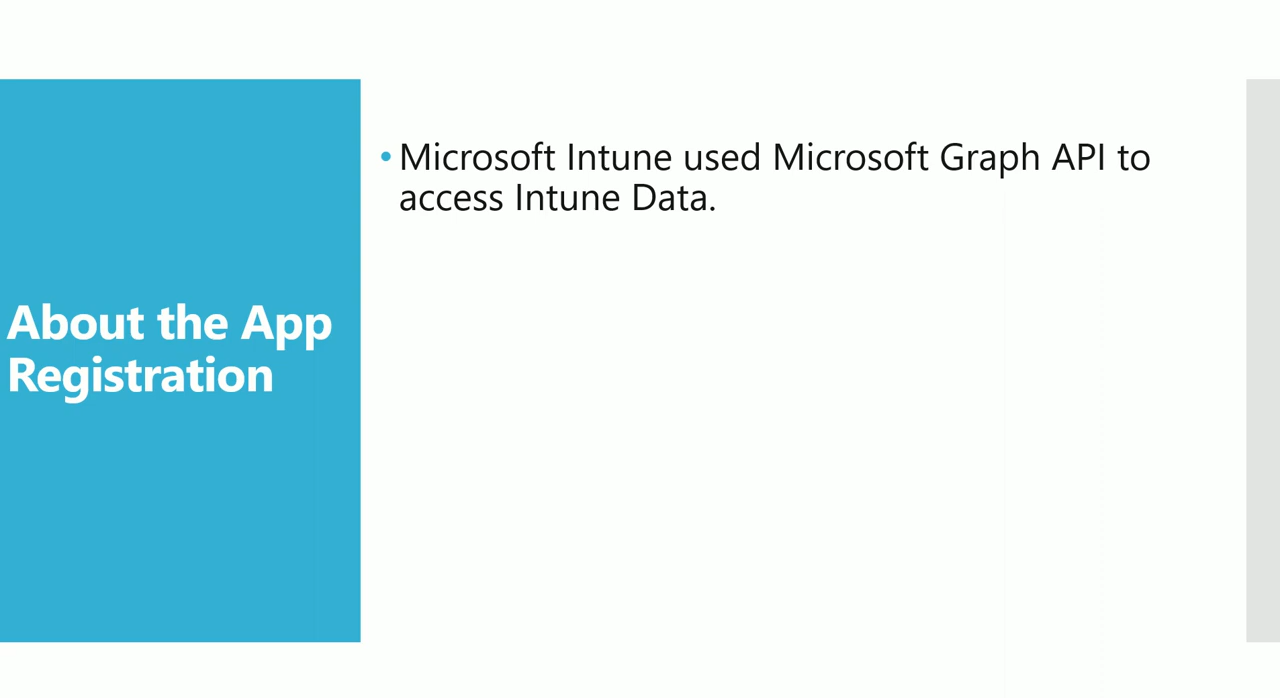 About the App
Registration
• Microsoft Intune used Microsoft Graph API to
access Intune Data.